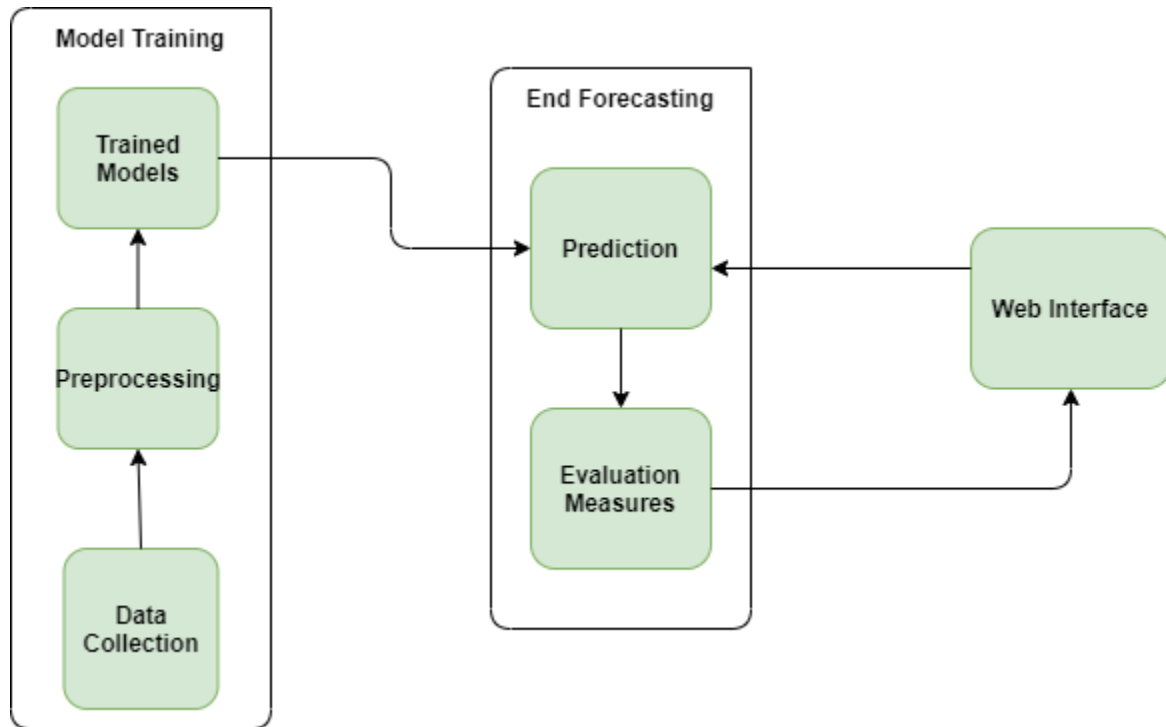 Model Training
Trained
Models
Preprocessing
Data
Collection
End Forecasting
Prediction
Evaluation
Measures
Web Interface